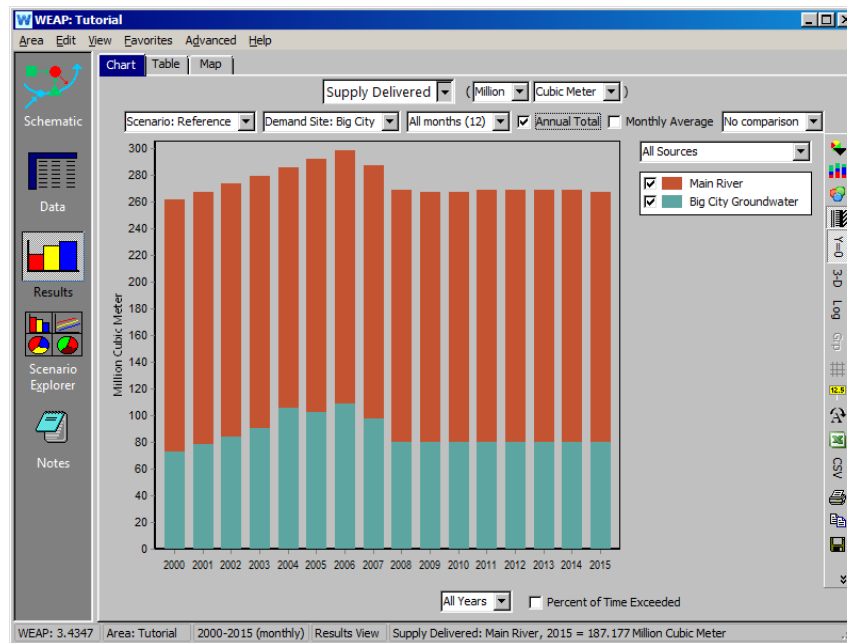 WEAP: Tutorial
Area Edit View Favorites Advanced Help
Chart Table Map
Supply Delivered ( Million Cubic Meter )
Scenario: Reference Demand Site: Big City All months (12) Annual Total Monthly Average No comparison
Schematic
Data
Results
Scenario
Explorer
Notes
Million Cubic Meter
300
280
260
240
220
200
180
160
140
120
100
80
60
40
20
0
2000 2001 2002 2003 2004 2005 2006 2007 2008 2009 2010 2011 2012 2013 2014 2015
All Sources
Main River
Big City Groundwater
Y=0
3-D
Log
Grp
12.5
A
CSV
All Years Percent of Time Exceeded
WEAP: 3.4347 Area: Tutorial 2000-2015 (monthly) Results View Supply Delivered: Main River, 2015 = 187.177 Million Cubic Meter